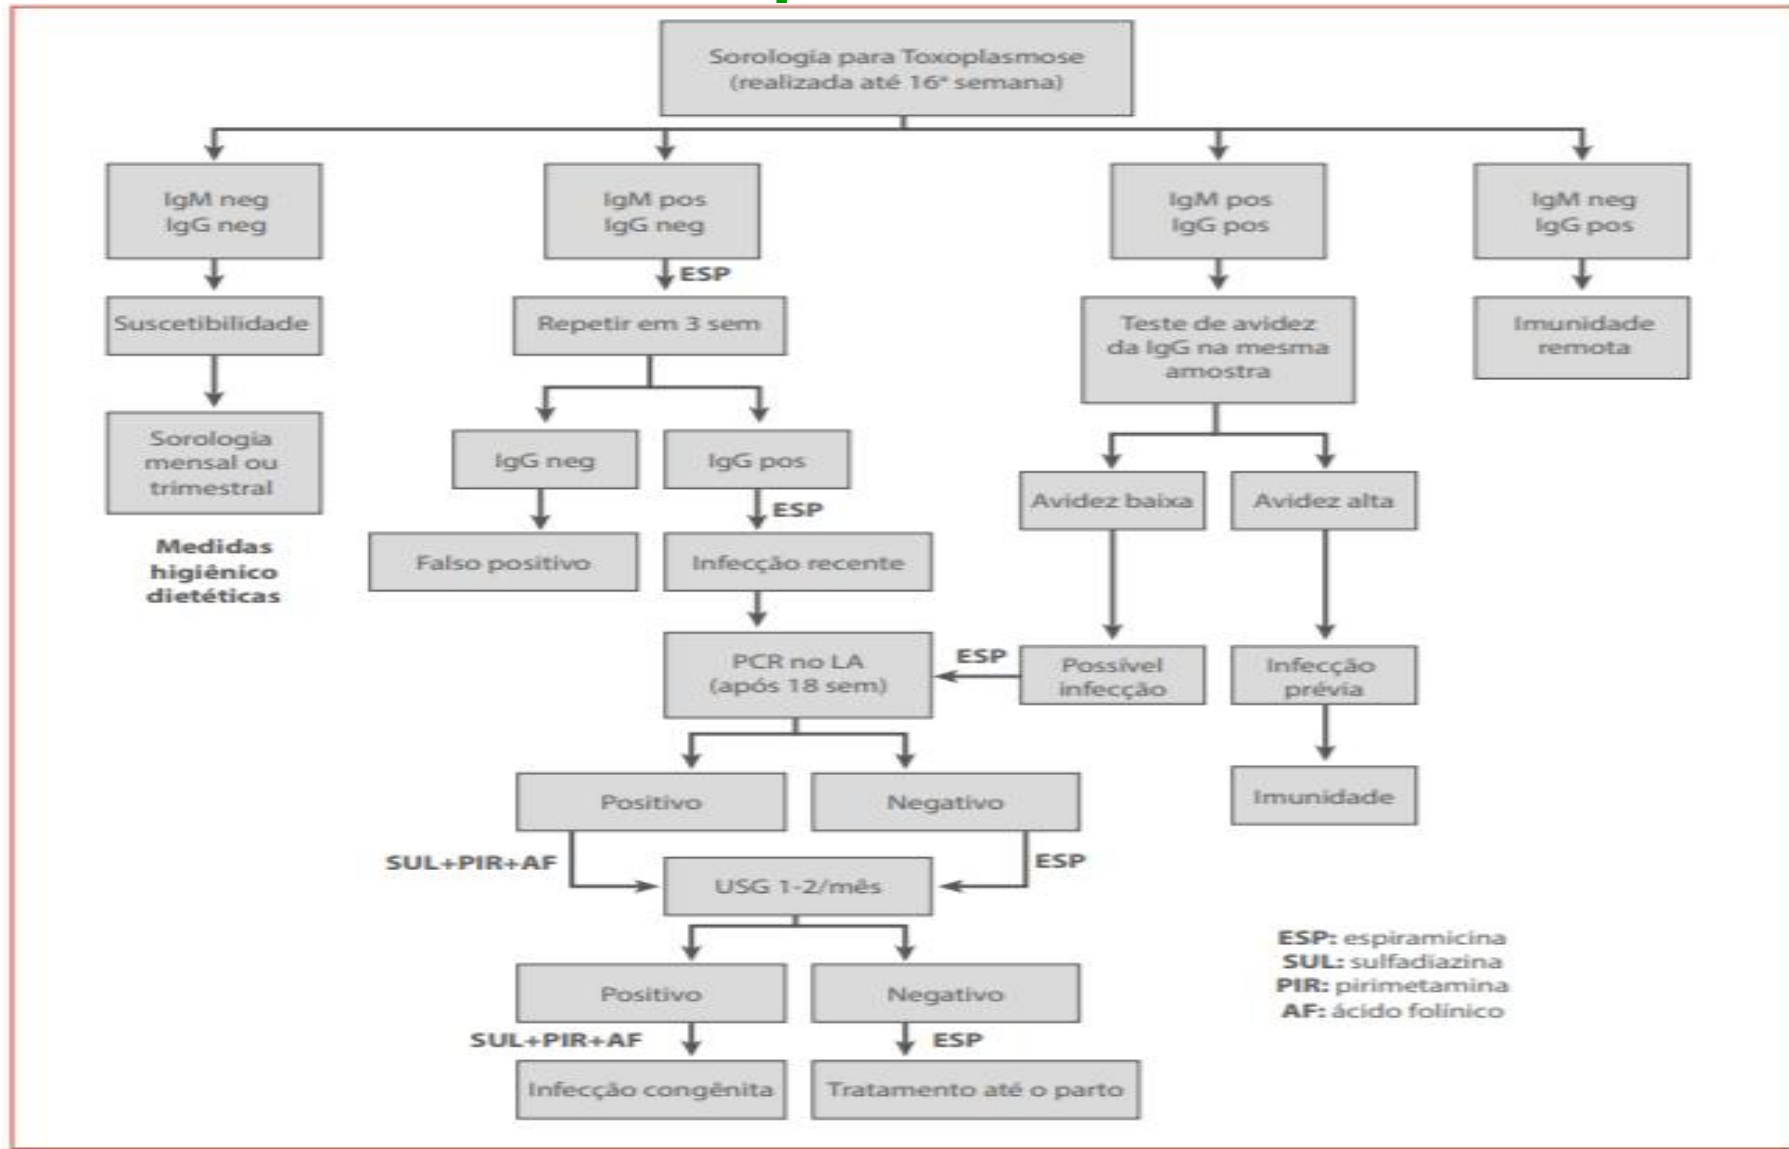 Sorologia para Toxoplasmose
(realizada até 16ª semana)
IgM neg
IgG neg
IgM pos
IgG neg
IgM pos
IgG pos
IgM neg
IgG pos
ESP
Suscetibilidade
Repetir em 3 sem
Teste de avidez
da IgG na mesma
amostra
Imunidade
remota
Sorologia
mensal ou
trimestral
IgG neg
IgG pos
Avidez baixa
Avidez alta
ESP
Medidas
higiênico
dietéticas
Falso positivo
Infecção recente
PCR no LA
(após 18 sem)
ESP
Possível
infecção
Infecção
prévia
Positivo
Negativo
Imunidade
SUL+PIR+AF
ESP
USG 1-2/mês
Positivo
Negativo
SUL+PIR+AF
ESP
Infecção congênita
Tratamento até o parto
ESP: espiramicina
SUL: sulfadiazina
PIR: pirimetamina
AF: ácido folínico